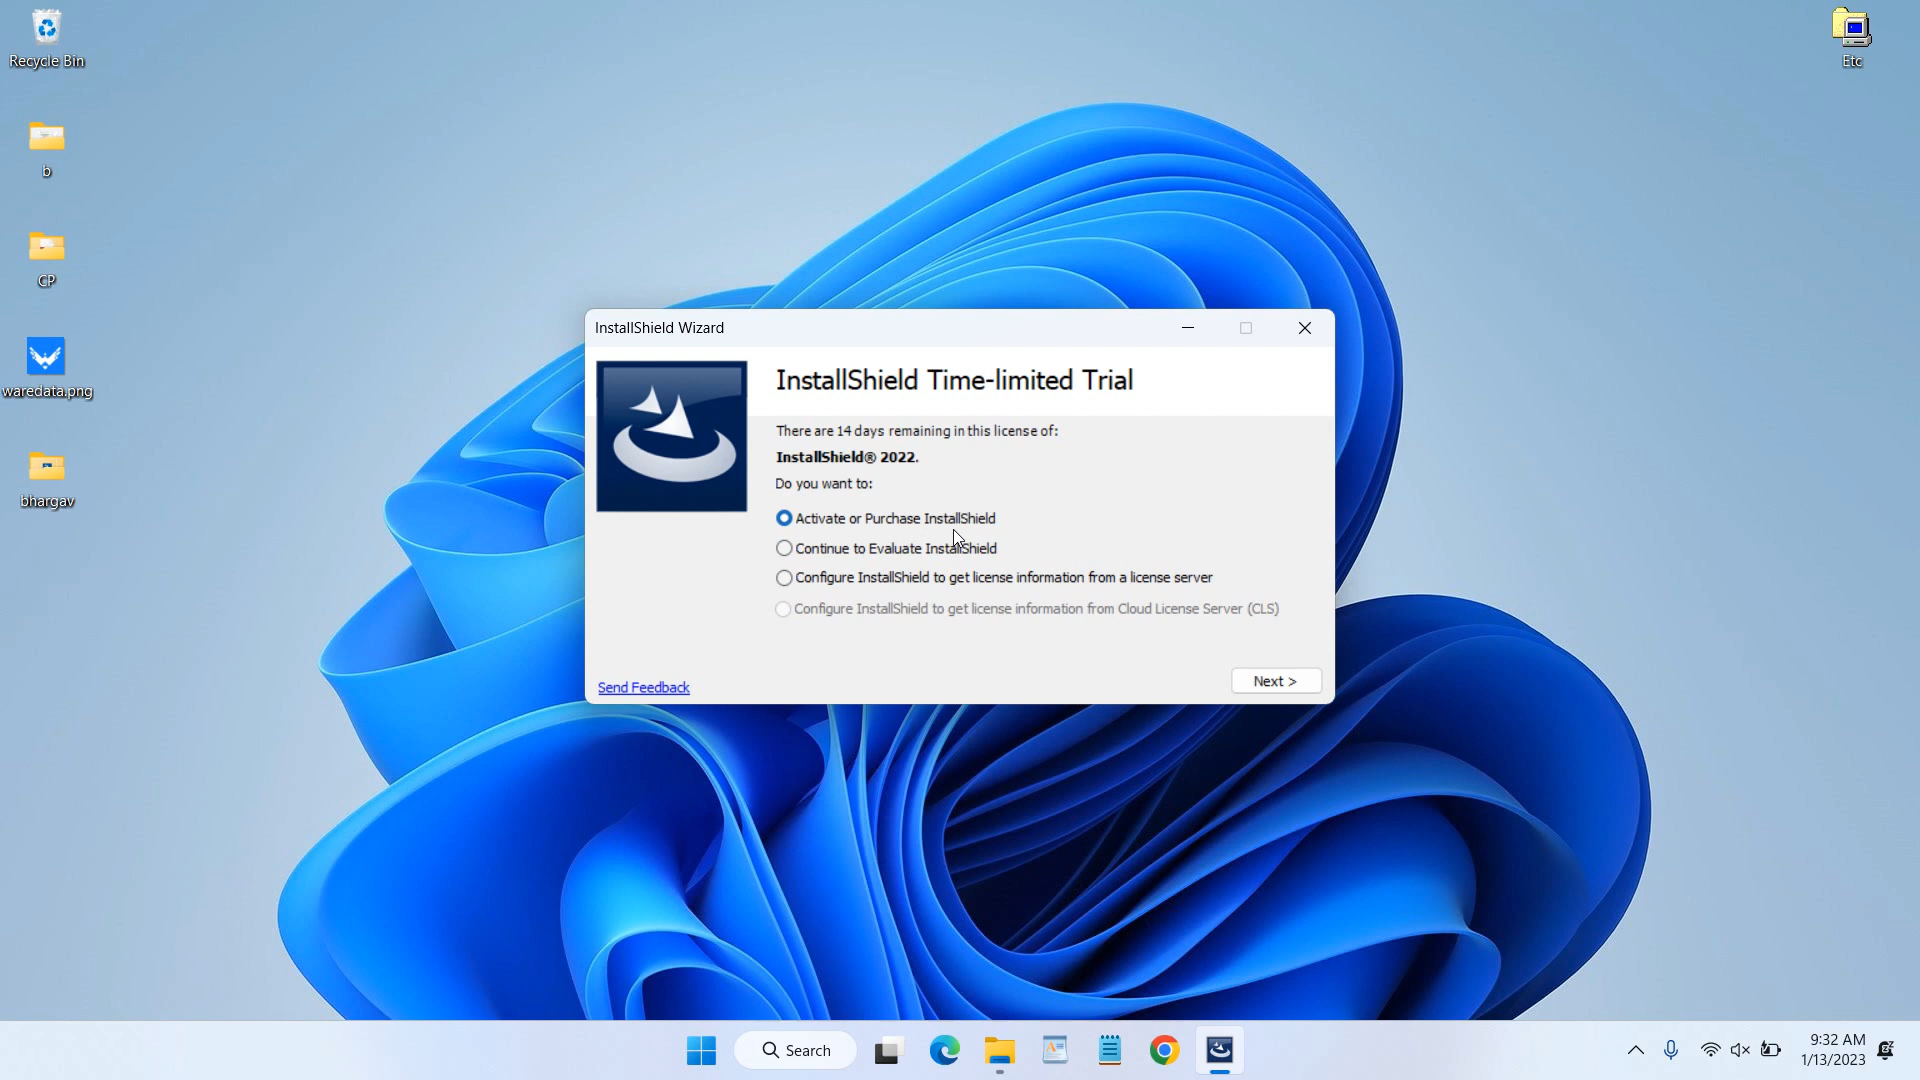 Recycle Bin
b
CP
waredata.png
bhargav
Etc
InstallShield Wizard
InstallShield Time-limited Trial
There are 14 days remaining in this license of:
InstallShield® 2022.
Do you want to:
Activate or Purchase InstallShield
Continue to Evaluate InstallShield
Configure InstallShield to get license information from a license server
Configure InstallShield to get license information from Cloud License Server (CLS)
Send Feedback
Next >
Search
9:32 AM
1/13/2023